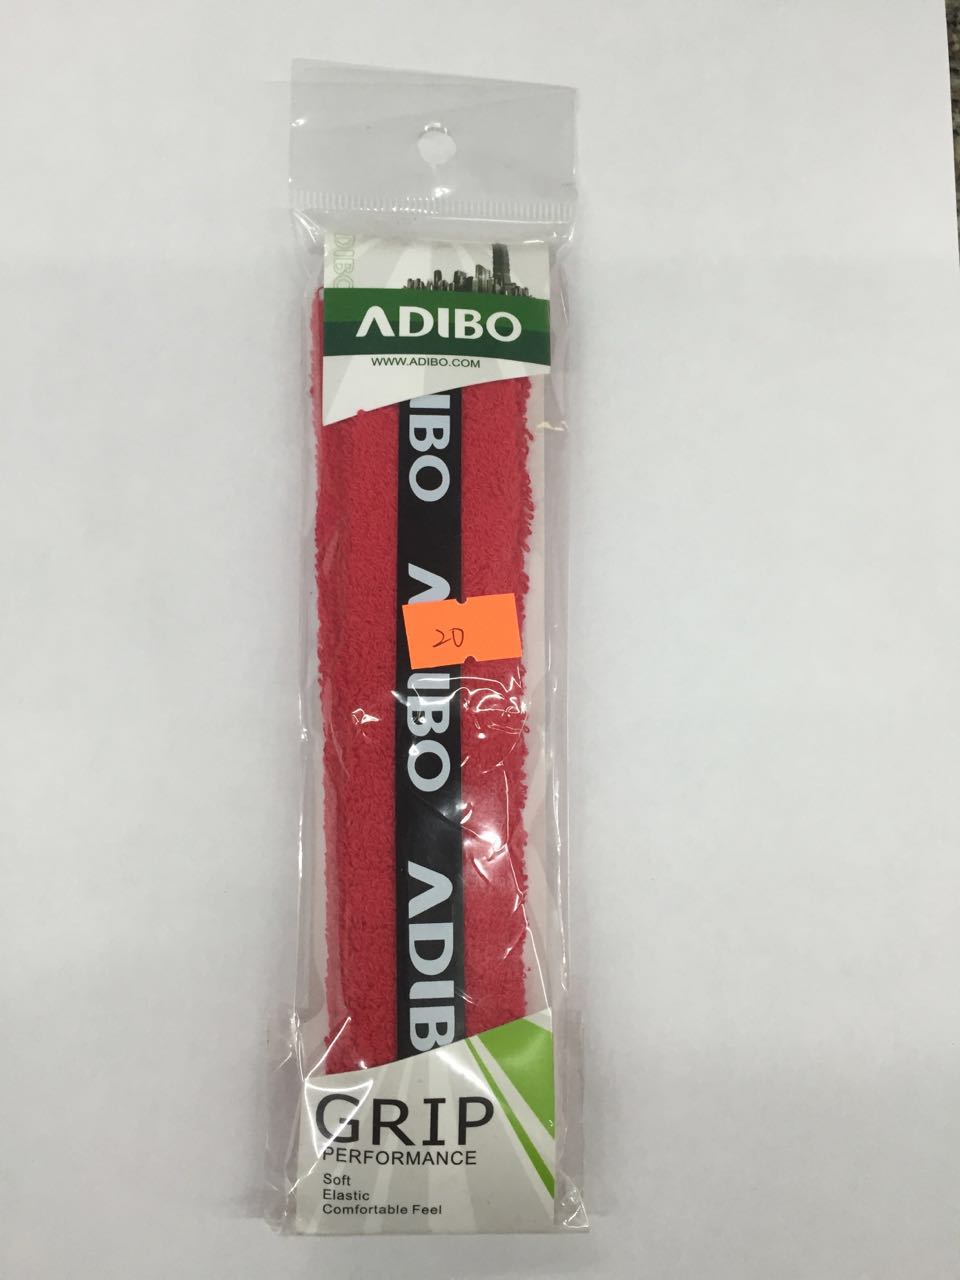 ADIBO
ADIBO
WWW.ADIBO.COM
IBO
ADIBO
20
ADIB
GRIP
PERFORMANCE
Soft
Elastic
Comfortable Feel